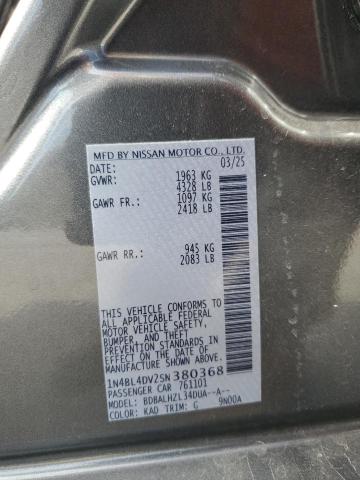 MFD BY NISSAN MOTOR CO., LTD.
DATE: 03/25
GVWR: 1963 KG
4328 LB
GAWR FR.: 1097 KG
2418 LB
GAWR RR.: 945 KG
2083 LB
THIS VEHICLE CONFORMS TO
ALL APPLICABLE FEDERAL
MOTOR VEHICLE SAFETY,
BUMPER, AND THEFT
PREVENTION STANDARDS IN
EFFECT ON THE DATE OF
MANUFACTURE SHOWN ABOVE.
1N4BL4DV2SN380368
PASSENGER CAR 761101
MODEL: BDBALHZL34DUA--A--
COLOR: KAD TRIM: G 9N00A